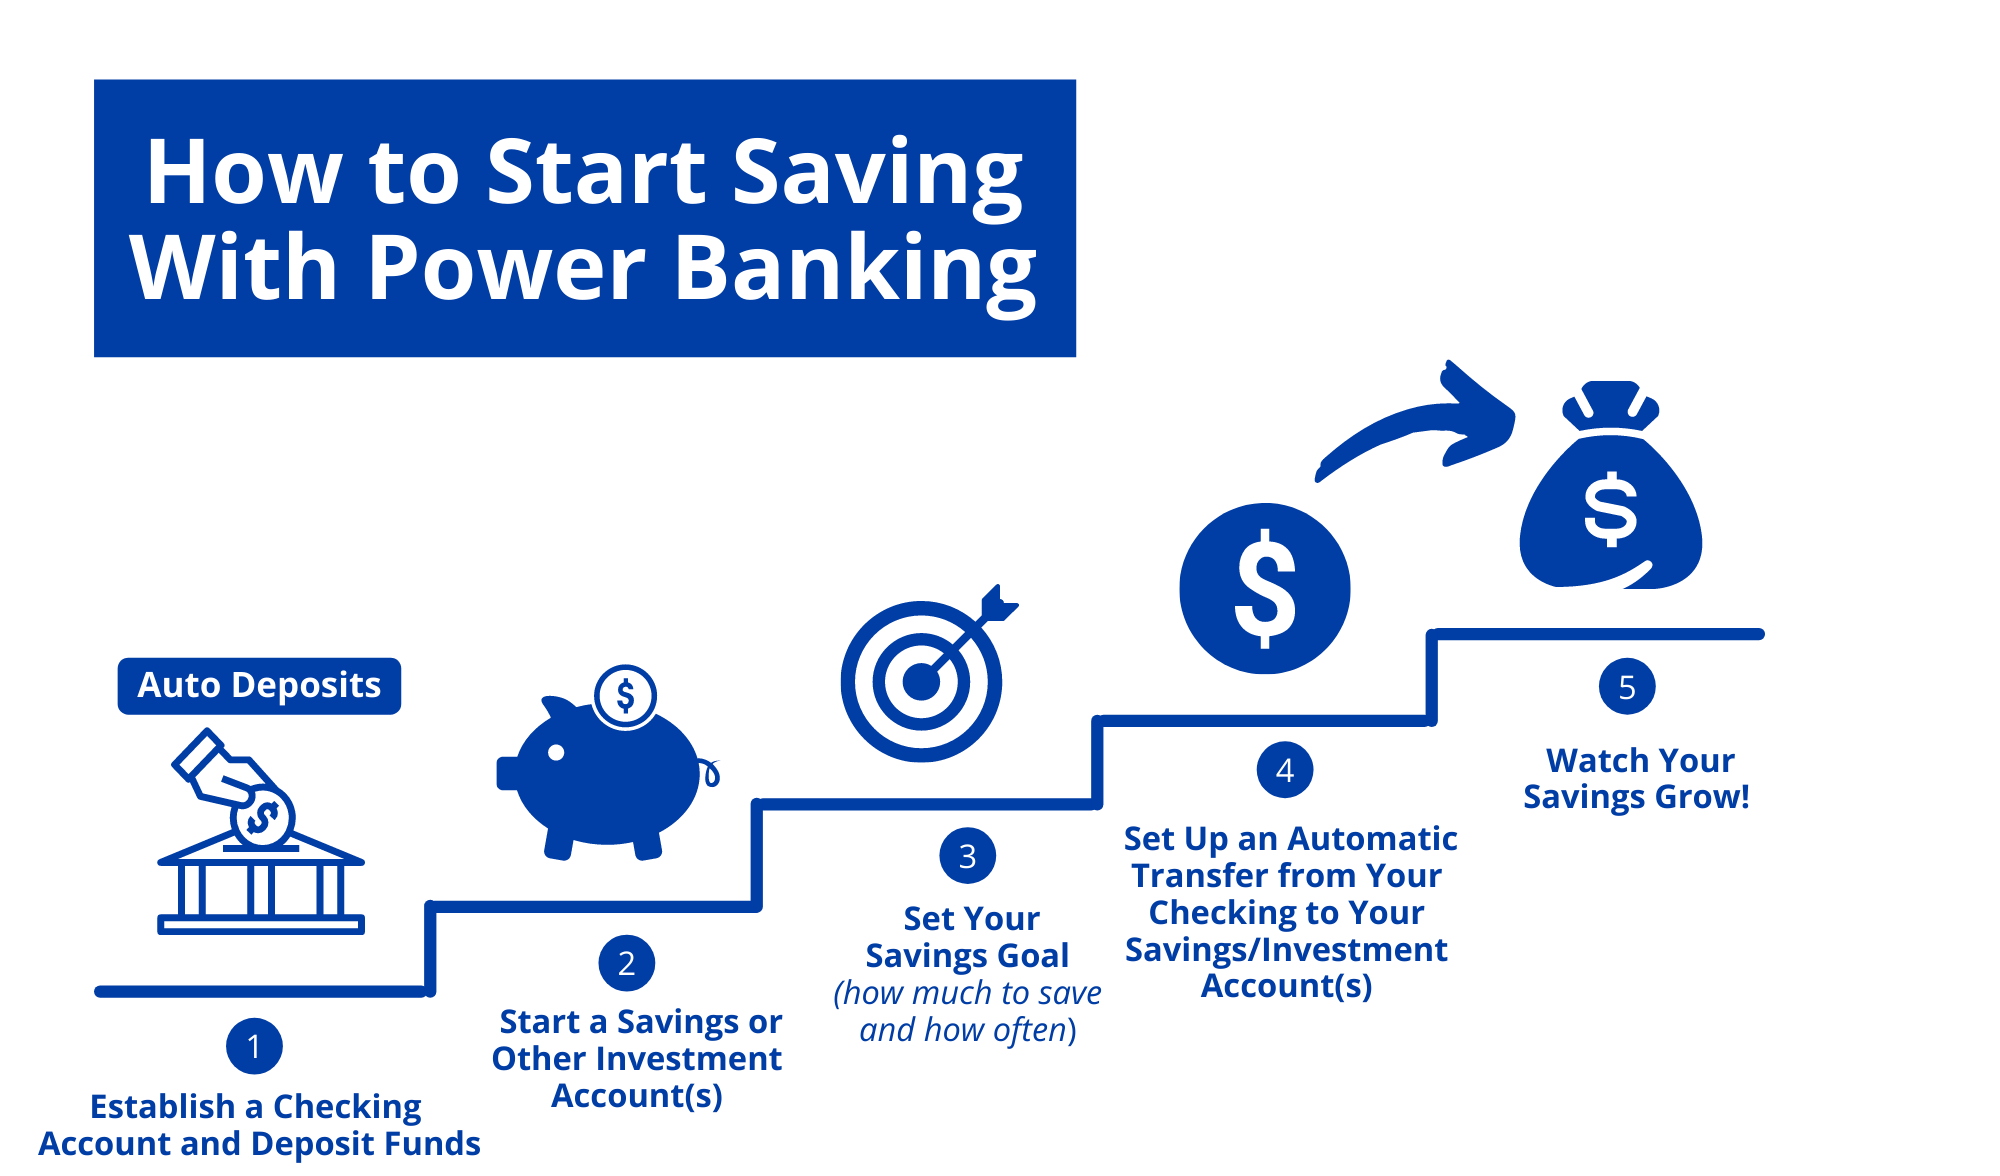 How to Start Saving
With Power Banking
Auto Deposits
$
1
Establish a Checking
Account and Deposit Funds
$
2
Start a Savings or
Other Investment
Account(s)
3
Set Your
Savings Goal
(how much to save
and how often)
$
4
Set Up an Automatic
Transfer from Your
Checking to Your
Savings/Investment
Account(s)
$
5
Watch Your
Savings Grow!